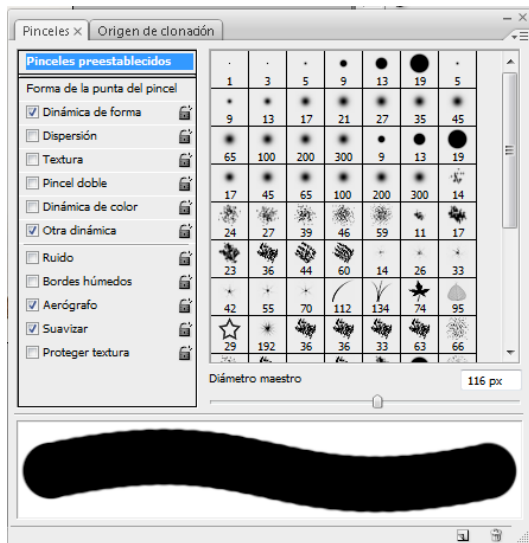 Pinceles × Origen de clonación
Pinceles preestablecidos
Forma de la punta del pincel
Dinámica de forma
Dispersión
Textura
Pincel doble
Dinámica de color
Otra dinámica
Ruido
Bordes húmedos
Aerógrafo
Suavizar
Proteger textura
1 3 5 9 13 19 5
9 13 17 21 27 35 45
65 100 200 300 9 13 19
17 45 65 100 200 300 14
24 27 39 46 59 11 17
23 36 44 60 14 26 33
42 55 70 112 134 74 95
29 192 36 36 33 63 66
Diámetro maestro 116 px